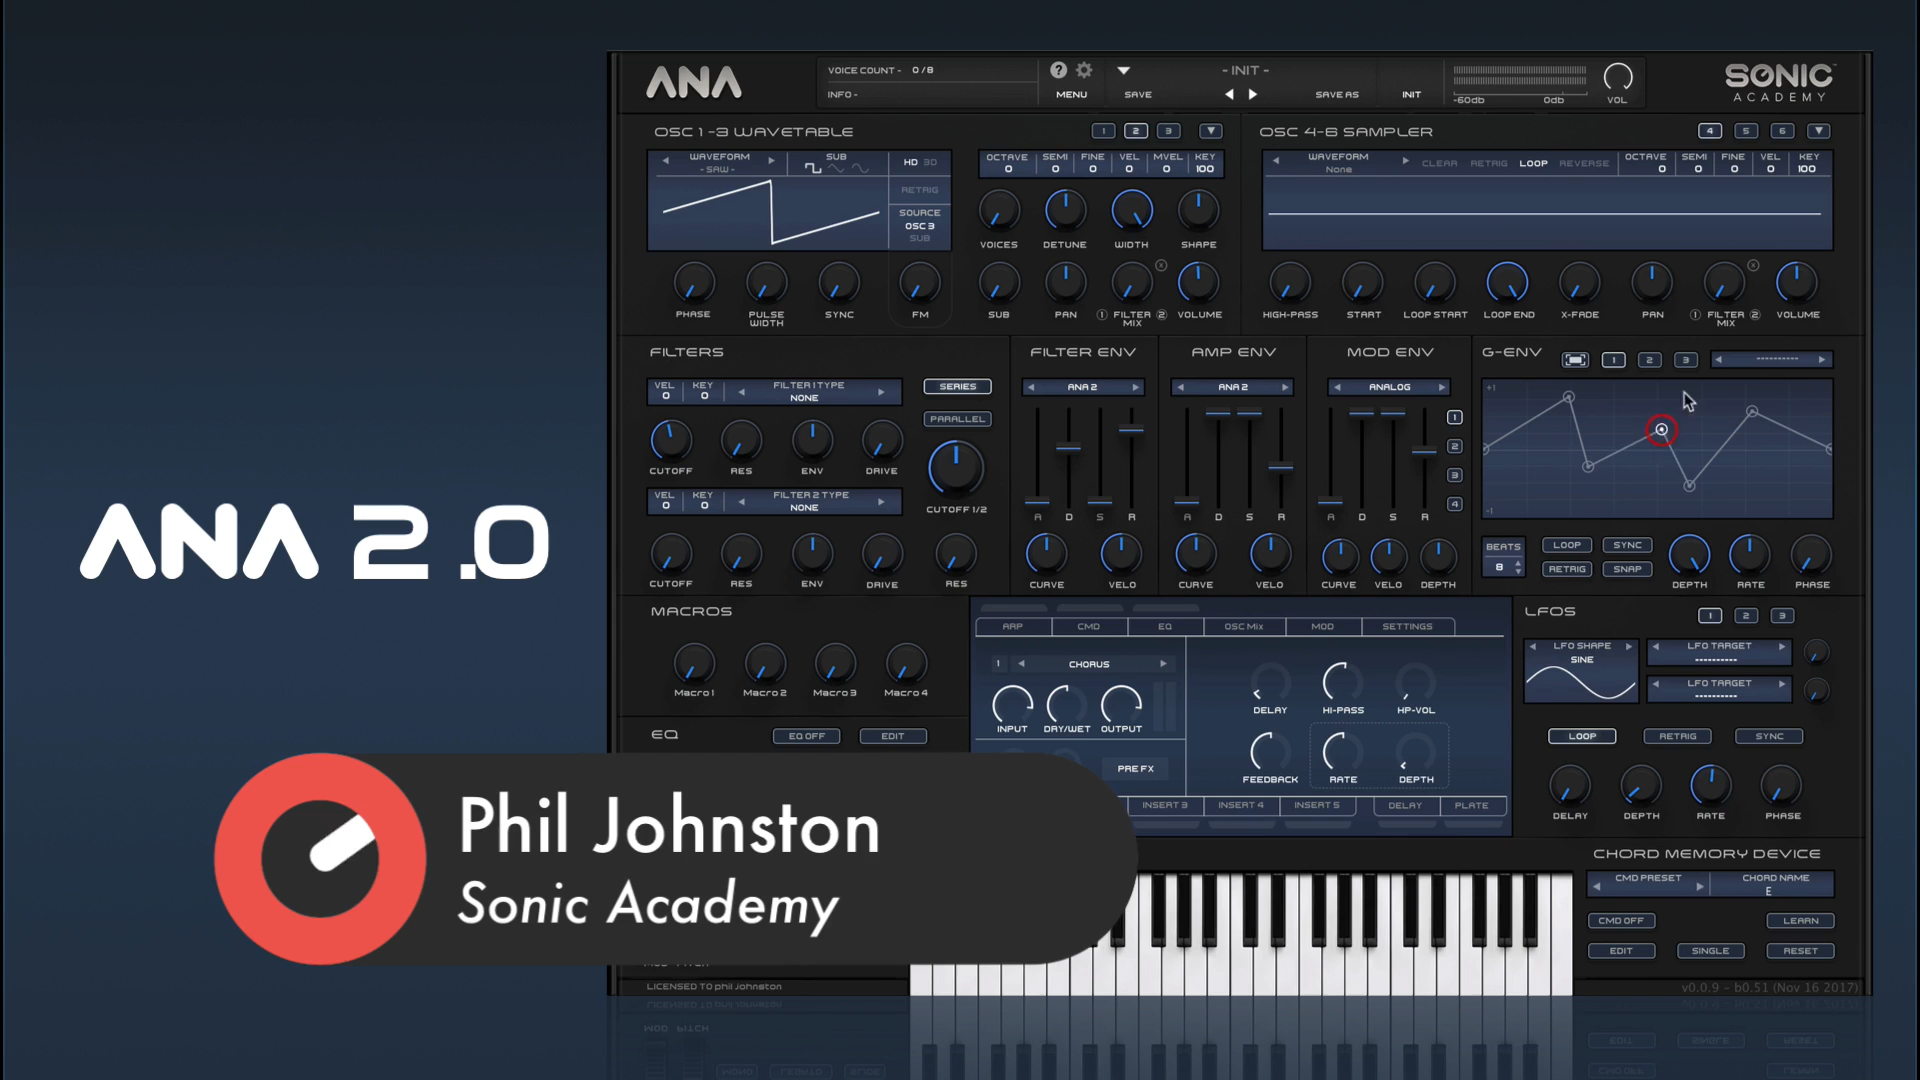 ANA
VOICE COUNT - 0 / 8
INFO -
MENU
SAVE
- INIT -
SAVE AS
INIT
-60db 0db
VOL
SONIC
ACADEMY
OSC 1-3 WAVETABLE
1 2 3
WAVEFORM
- SAW -
SUB
HD 3D
RETRIG
SOURCE
OSC 3
SUB
OCTAVE SEMI FINE VEL MVEL KEY
0 0 0 0 0 100
VOICES DETUNE WIDTH SHAPE
PHASE PULSE WIDTH SYNC FM SUB PAN 1 FILTER MIX 2 VOLUME
OSC 4-6 SAMPLER
4 5 6
WAVEFORM
None
CLEAR RETRIG LOOP REVERSE
OCTAVE SEMI FINE VEL KEY
0 0 0 0 100
HIGH-PASS START LOOP START LOOP END X-FADE PAN 1 FILTER MIX 2 VOLUME
FILTERS
VEL KEY FILTER 1 TYPE
0 0 NONE
SERIES
PARALLEL
CUTOFF RES ENV DRIVE
CUTOFF 1/2
VEL KEY FILTER 2 TYPE
0 0 NONE
CUTOFF RES ENV DRIVE RES
FILTER ENV
ANA 2
A D S R
CURVE VELO
AMP ENV
ANA 2
A D S R
CURVE VELO
MOD ENV
ANALOG
1
2
3
4
A D S R
CURVE VELO DEPTH
G-ENV
1 2 3
----------
+1
-1
BEATS
8
LOOP SYNC
RETRIG SNAP
DEPTH RATE PHASE
ANA 2.0
MACROS
Macro 1 Macro 2 Macro 3 Macro 4
EQ
EQ OFF EDIT
ARP CMD EQ OSC Mix MOD SETTINGS
1 CHORUS
INPUT DRY/WET OUTPUT
PRE FX
DELAY HI-PASS HP-VOL
FEEDBACK RATE DEPTH
INSERT 3 INSERT 4 INSERT 5 DELAY PLATE
LFOS
1 2 3
LFO SHAPE
SINE
LFO TARGET
----------
LFO TARGET
----------
LOOP RETRIG SYNC
DELAY DEPTH RATE PHASE
Phil Johnston
Sonic Academy
CHORD MEMORY DEVICE
CMD PRESET CHORD NAME
E
CMD OFF LEARN
EDIT SINGLE RESET
LICENSED TO phil Johnston
v0.0.9 - b0.51 (Nov 16 2017)